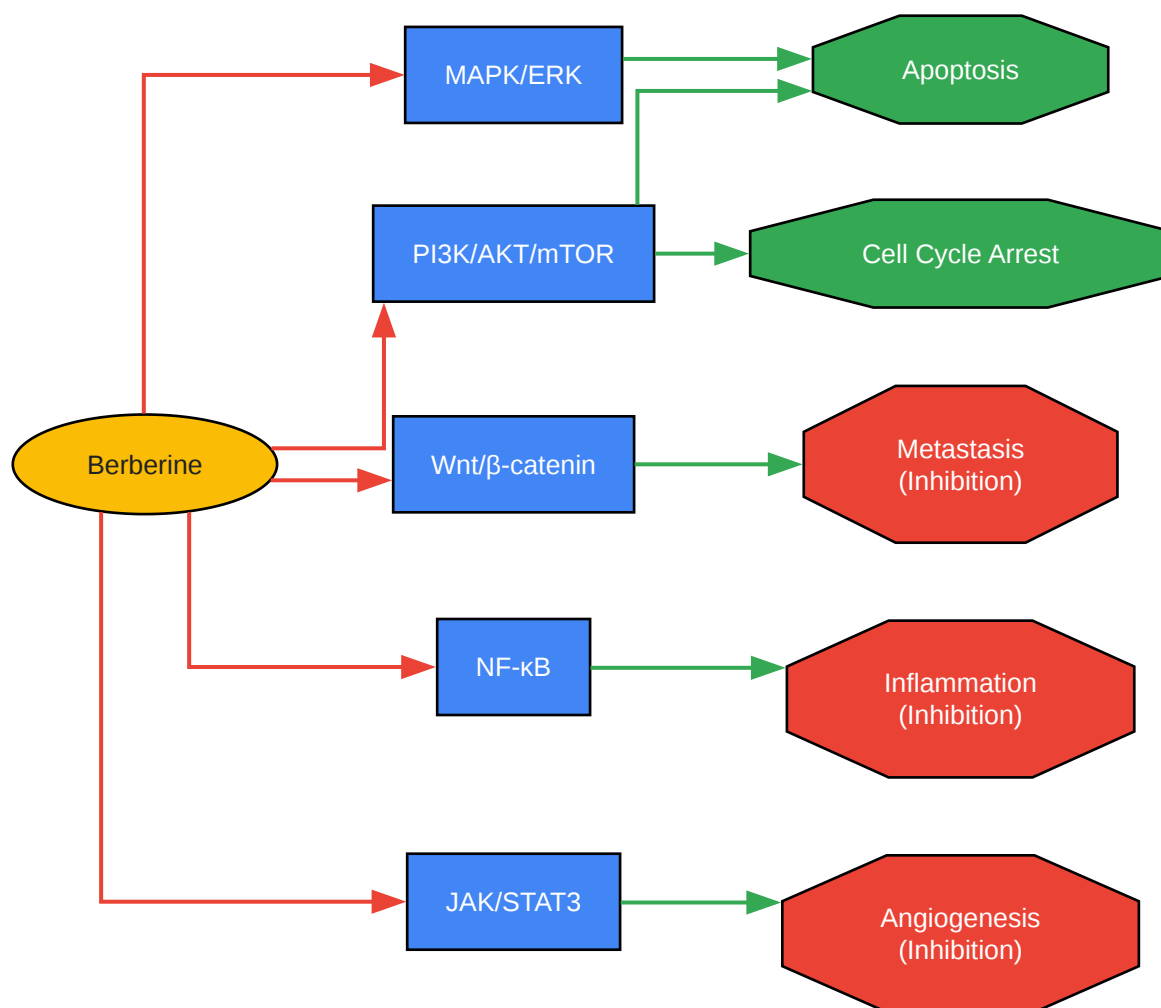 MAPK/ERK
Apoptosis
PI3K/AKT/mTOR
Cell Cycle Arrest
Berberine
Wnt/β-catenin
Metastasis
(Inhibition)
NF-κB
Inflammation
(Inhibition)
JAK/STAT3
Angiogenesis
(Inhibition)